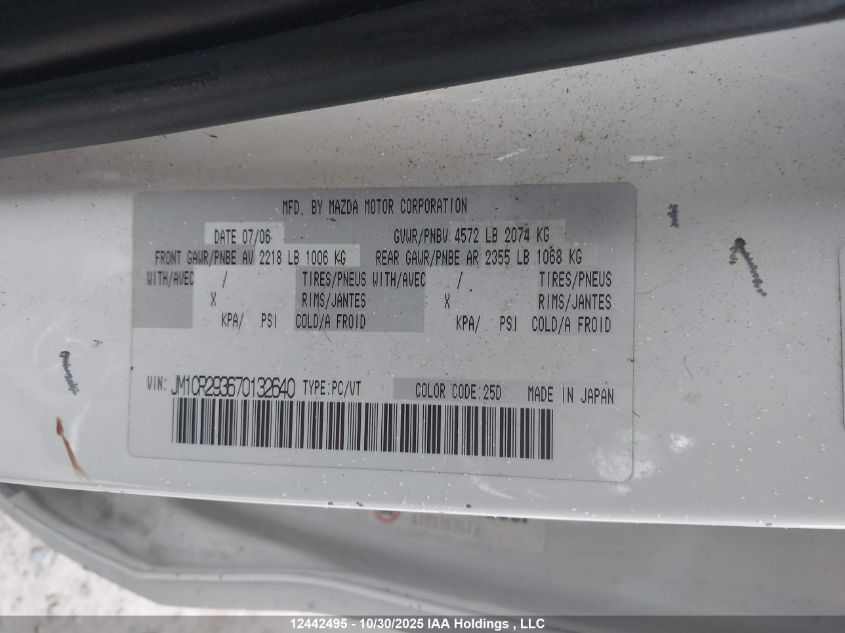 MFD. BY MAZDA MOTOR CORPORATION
DATE 07/06 GVWR/PNBV 4572 LB 2074 KG
FRONT GAWR/PNBE AV 2218 LB 1006 KG REAR GAWR/PNBE AR 2355 LB 1068 KG
WITH/AVEC / TIRES/PNEUS WITH/AVEC / TIRES/PNEUS
X RIMS/JANTES X RIMS/JANTES
KPA/ PSI COLD/A FROID KPA/ PSI COLD/A FROID
VIN: JM1CR293670132640 TYPE:PC/VT COLOR CODE:25D MADE IN JAPAN
12442495 - 10/30/2025 IAA Holdings , LLC